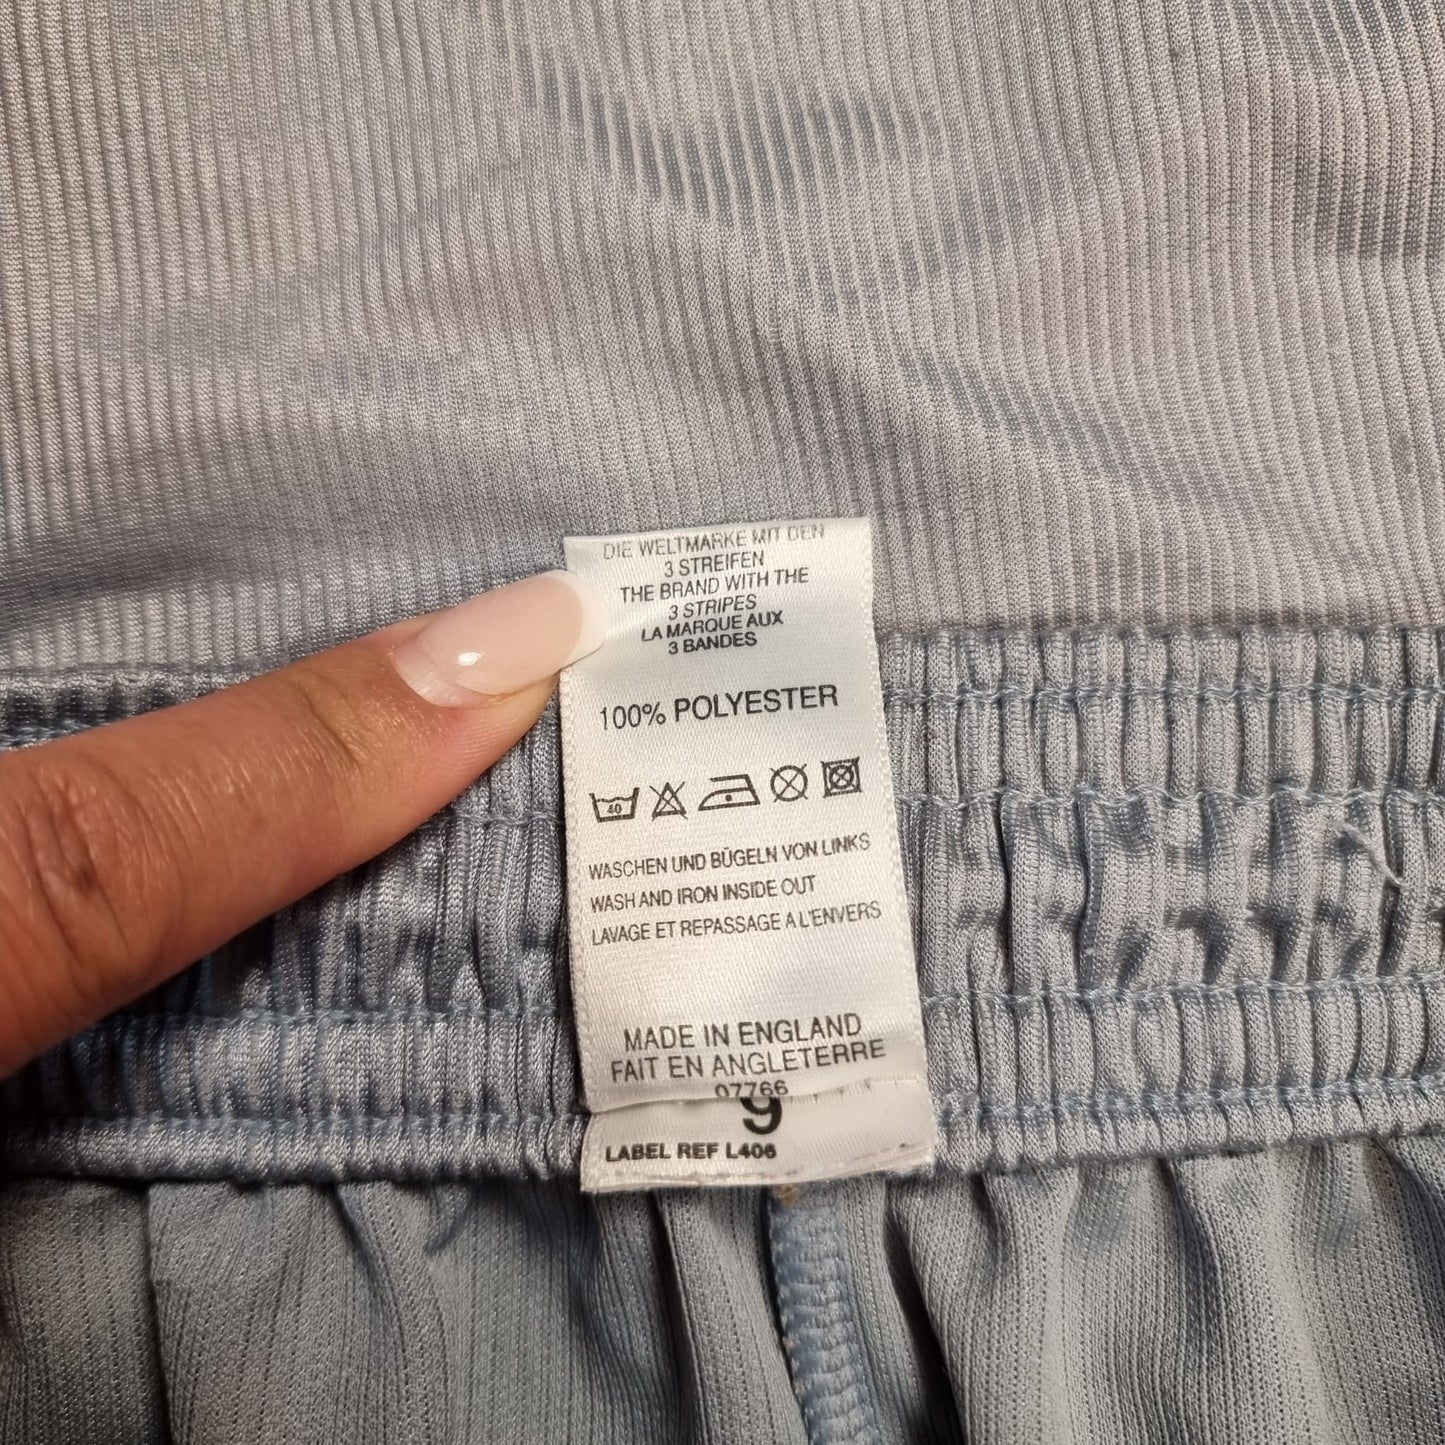 DIE WELTMARKE MIT DEN
3 STREIFEN
THE BRAND WITH THE
3 STRIPES
LA MARQUE AUX
3 BANDES
100% POLYESTER
40
WASCHEN UND BÜGELN VON LINKS
WASH AND IRON INSIDE OUT
LAVAGE ET REPASSAGE A L'ENVERS
MADE IN ENGLAND
FAIT EN ANGLETERRE
07766
9
LABEL REF L406